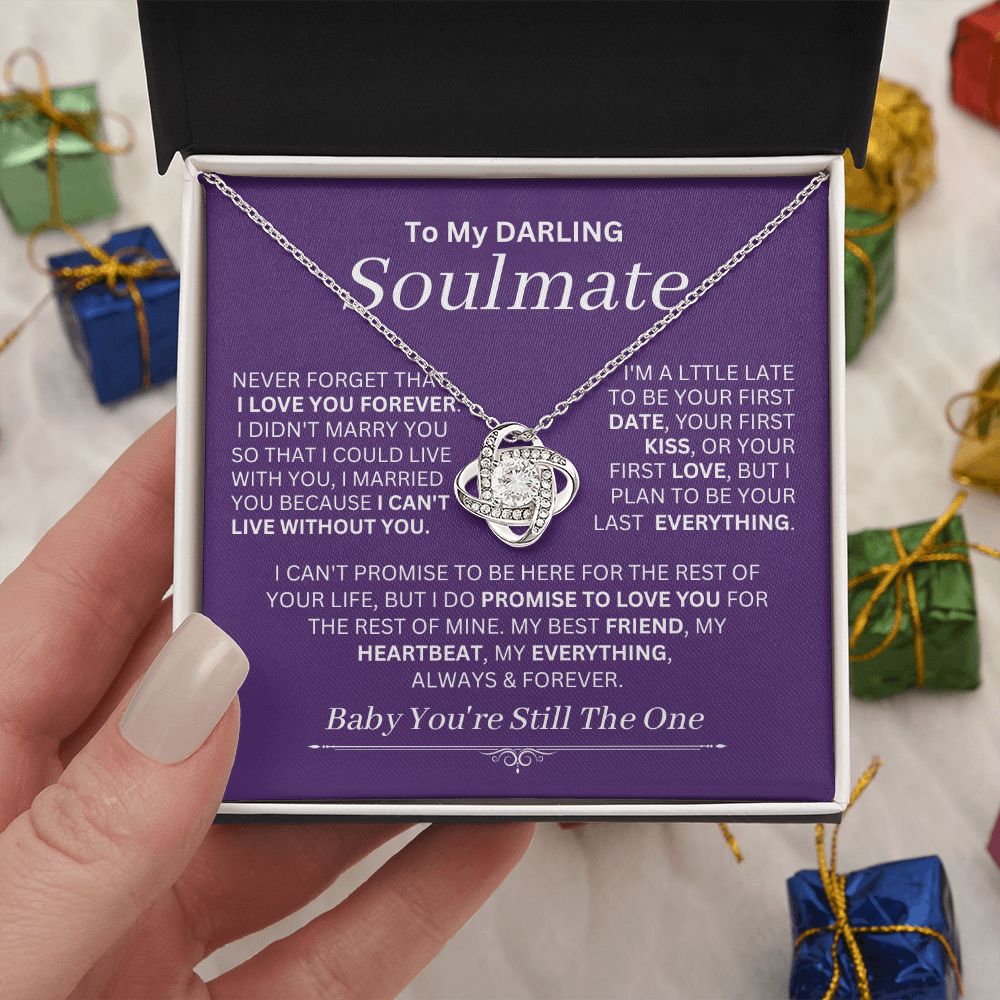 To My DARLING
Soulmate
NEVER FORGET THAT
I LOVE YOU FOREVER.
I DIDN'T MARRY YOU
SO THAT I COULD LIVE
WITH YOU, I MARRIED
YOU BECAUSE I CAN'T
LIVE WITHOUT YOU.
I'M A LTTLE LATE
TO BE YOUR FIRST
DATE, YOUR FIRST
KISS, OR YOUR
FIRST LOVE, BUT I
PLAN TO BE YOUR
LAST EVERYTHING.
I CAN'T PROMISE TO BE HERE FOR THE REST OF
YOUR LIFE, BUT I DO PROMISE TO LOVE YOU FOR
THE REST OF MINE. MY BEST FRIEND, MY
HEARTBEAT, MY EVERYTHING,
ALWAYS & FOREVER.
Baby You're Still The One